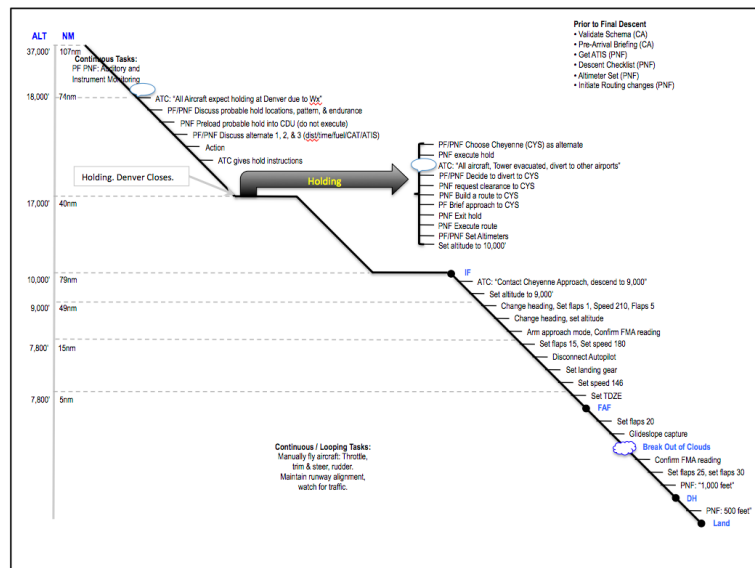 Prior to Final Descent
• Validate Schema (CA)
• Pre-Arrival Briefing (CA)
• Get ATIS (PNF)
• Descent Checklist (PNF)
• Altimeter Set (PNF)
• Initiate Routing changes (PNF)
ALT NM
37,000' 107nm
Continuous Tasks:
PF PNF: Auditory and
Instrument Monitoring
18,000' 74nm
ATC: "All Aircraft expect holding at Denver due to Wx"
PF/PNF Discuss probable hold locations, pattern, & endurance
PNF Preload probable hold into CDU (do not execute)
PF/PNF Discuss alternate 1, 2, & 3 (dist/time/fuel/CAT/ATIS)
Action
ATC gives hold instructions
Holding. Denver Closes.
Holding
PF/PNF Choose Cheyenne (CYS) as alternate
PNF execute hold
ATC: "All aircraft, Tower evacuated, divert to other airports"
PF/PNF Decide to divert to CYS
PNF request clearance to CYS
PNF Build a route to CYS
PF Brief approach to CYS
PNF Exit hold
PNF Execute route
PF/PNF Set Altimeters
Set altitude to 10,000'
17,000' 40nm
10,000' 79nm
IF
ATC: "Contact Cheyenne Approach, descend to 9,000"
Set altitude to 9,000'
9,000' 49nm
Change heading, Set flaps 1, Speed 210, Flaps 5
Change heading, set altitude
Arm approach mode, Confirm FMA reading
7,800' 15nm
Set flaps 15, Set speed 180
Disconnect Autopilot
Set landing gear
Set speed 146
7,800' 5nm
Set TDZE
FAF
Set flaps 20
Glideslope capture
Break Out of Clouds
Continuous / Looping Tasks:
Manually fly aircraft: Throttle,
trim & steer, rudder.
Maintain runway alignment,
watch for traffic.
Confirm FMA reading
Set flaps 25, set flaps 30
PNF: "1,000 feet"
DH
PNF: 500 feet"
Land